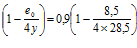 (1 - e₀/4y) = 0,9(1 - 8,5/4×28,5)